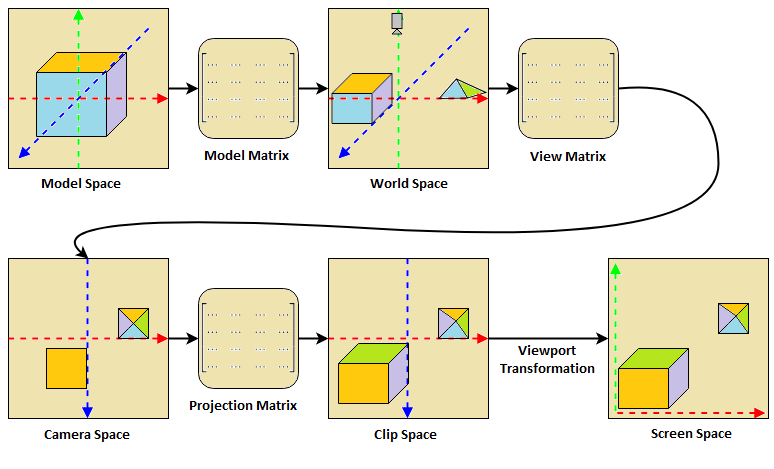 Model Space
Model Matrix
World Space
View Matrix
Camera Space
Projection Matrix
Clip Space
Viewport
Transformation
Screen Space